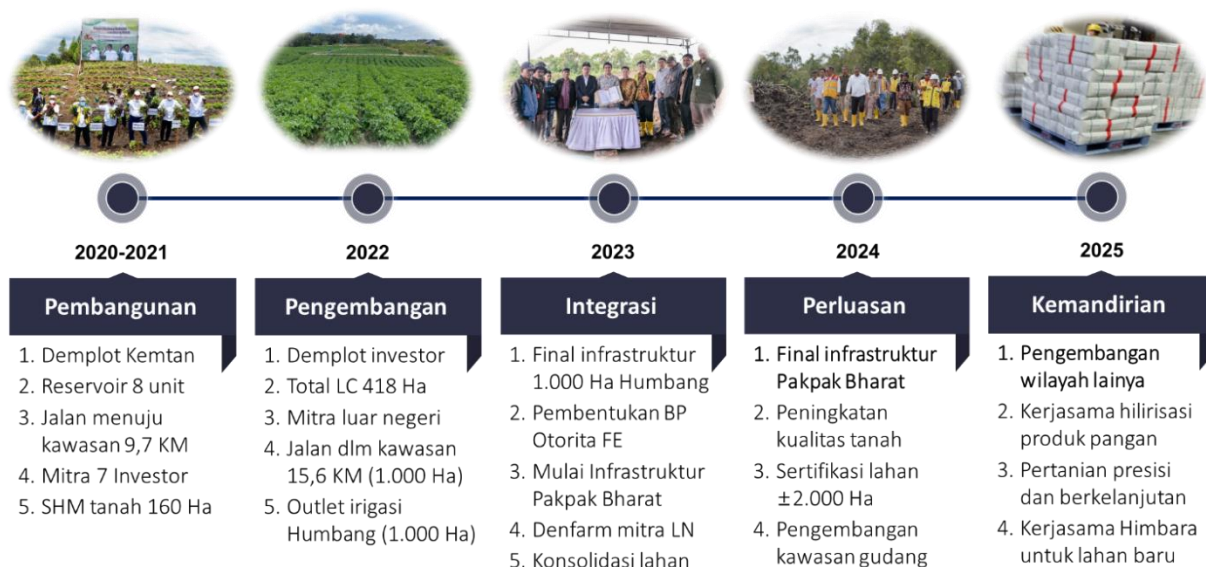 2020-2021
Pembangunan
1. Demplot Kemtan
2. Reservoir 8 unit
3. Jalan menuju
kawasan 9,7 KM
4. Mitra 7 Investor
5. SHM tanah 160 Ha
2022
Pengembangan
1. Demplot investor
2. Total LC 418 Ha
3. Mitra luar negeri
4. Jalan dlm kawasan
15,6 KM (1.000 Ha)
5. Outlet irigasi
Humbang (1.000 Ha)
2023
Integrasi
1. Final infrastruktur
1.000 Ha Humbang
2. Pembentukan BP
Otorita FE
3. Mulai Infrastruktur
Pakpak Bharat
4. Denfarm mitra LN
5. Konsolidasi lahan
2024
Perluasan
1. Final infrastruktur
Pakpak Bharat
2. Peningkatan
kualitas tanah
3. Sertifikasi lahan
±2.000 Ha
4. Pengembangan
kawasan gudang
2025
Kemandirian
1. Pengembangan
wilayah lainya
2. Kerjasama hilirisasi
produk pangan
3. Pertanian presisi
dan berkelanjutan
4. Kerjasama Himbara
untuk lahan baru